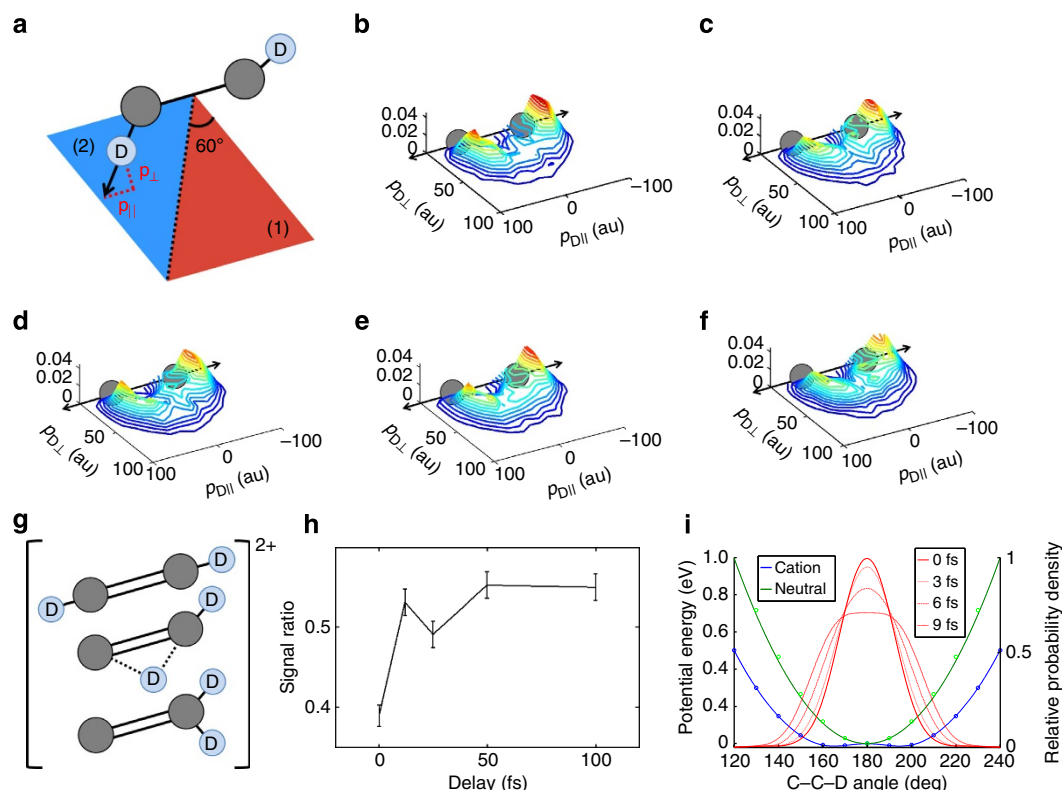 a
D
(2)
D
60°
p⊥
p||
(1)
b
0.04
0.02
0
pD⊥ (au)
50
100
100
0
−100
pD|| (au)
c
0.04
0.02
0
pD⊥ (au)
50
100
100
0
−100
pD|| (au)
d
0.04
0.02
0
pD⊥ (au)
50
100
100
0
−100
pD|| (au)
e
0.04
0.02
0
pD⊥ (au)
50
100
100
0
−100
pD|| (au)
f
0.04
0.02
0
pD⊥ (au)
50
100
100
0
−100
pD|| (au)
g
2+
D
D
D
D
D
D
h
Signal ratio
0.5
0.4
0
50
100
Delay (fs)
i
Potential energy (eV)
1.0
0.8
0.6
0.4
0.4
0
Cation
Neutral
0 fs
3 fs
6 fs
9 fs
1
0.5
0
Relative probability density
120 140 160 180 200 220 240
C–C–D angle (deg)